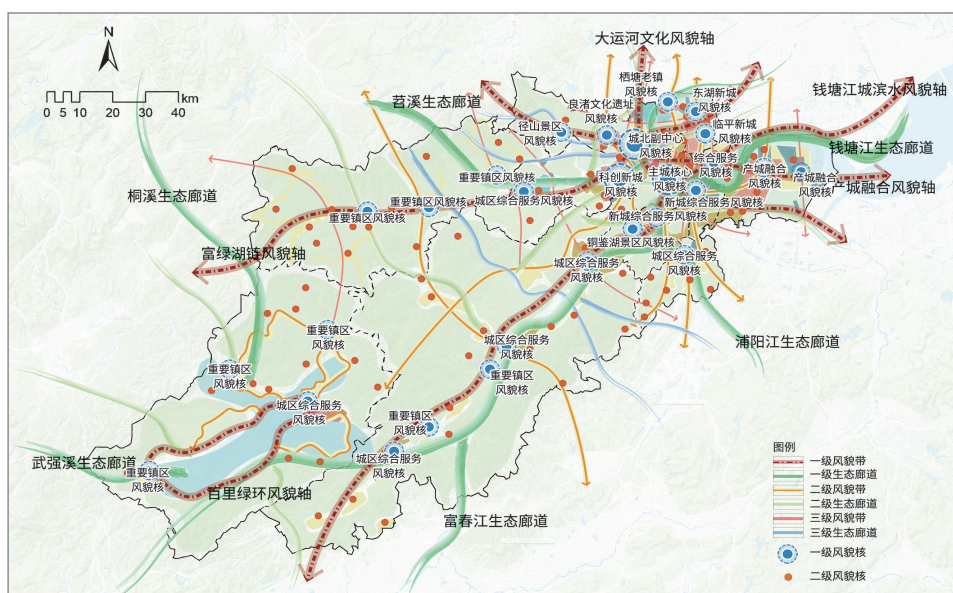 大运河文化风貌轴
N
km
0 5 10 20 30 40
苕溪生态廊道
栖塘老镇
风貌核
东湖新城
风貌核
良渚文化遗址
风貌核
临平新城
风貌核
钱塘江城滨水风貌轴
钱塘江生态廊道
径山景区
风貌核
城北副中心
风貌核
综合服务
风貌核
产城融合
风貌核
产城融合
风貌核
产城融合风貌轴
重要镇区风貌核
科创新城
风貌核
主城核心
风貌核
桐溪生态廊道
城区综合服务风貌核
新城综合服务风貌核
重要镇区风貌核
重要镇区风貌核
新城综合服务风貌核
铜鉴湖景区风貌核
富绿湖链风貌轴
城区综合服务
风貌核
城区综合服务
风貌核
重要镇区
风貌核
城区综合服务
风貌核
浦阳江生态廊道
重要镇区
风貌核
重要镇区
风貌核
城区综合服务
风貌核
重要镇区
风貌核
武强溪生态廊道
重要镇区
风貌核
城区综合服务
风貌核
百里绿环风貌轴
富春江生态廊道
图例
一级风貌带
一级生态廊道
二级风貌带
二级生态廊道
三级风貌带
三级生态廊道
一级风貌核
二级风貌核